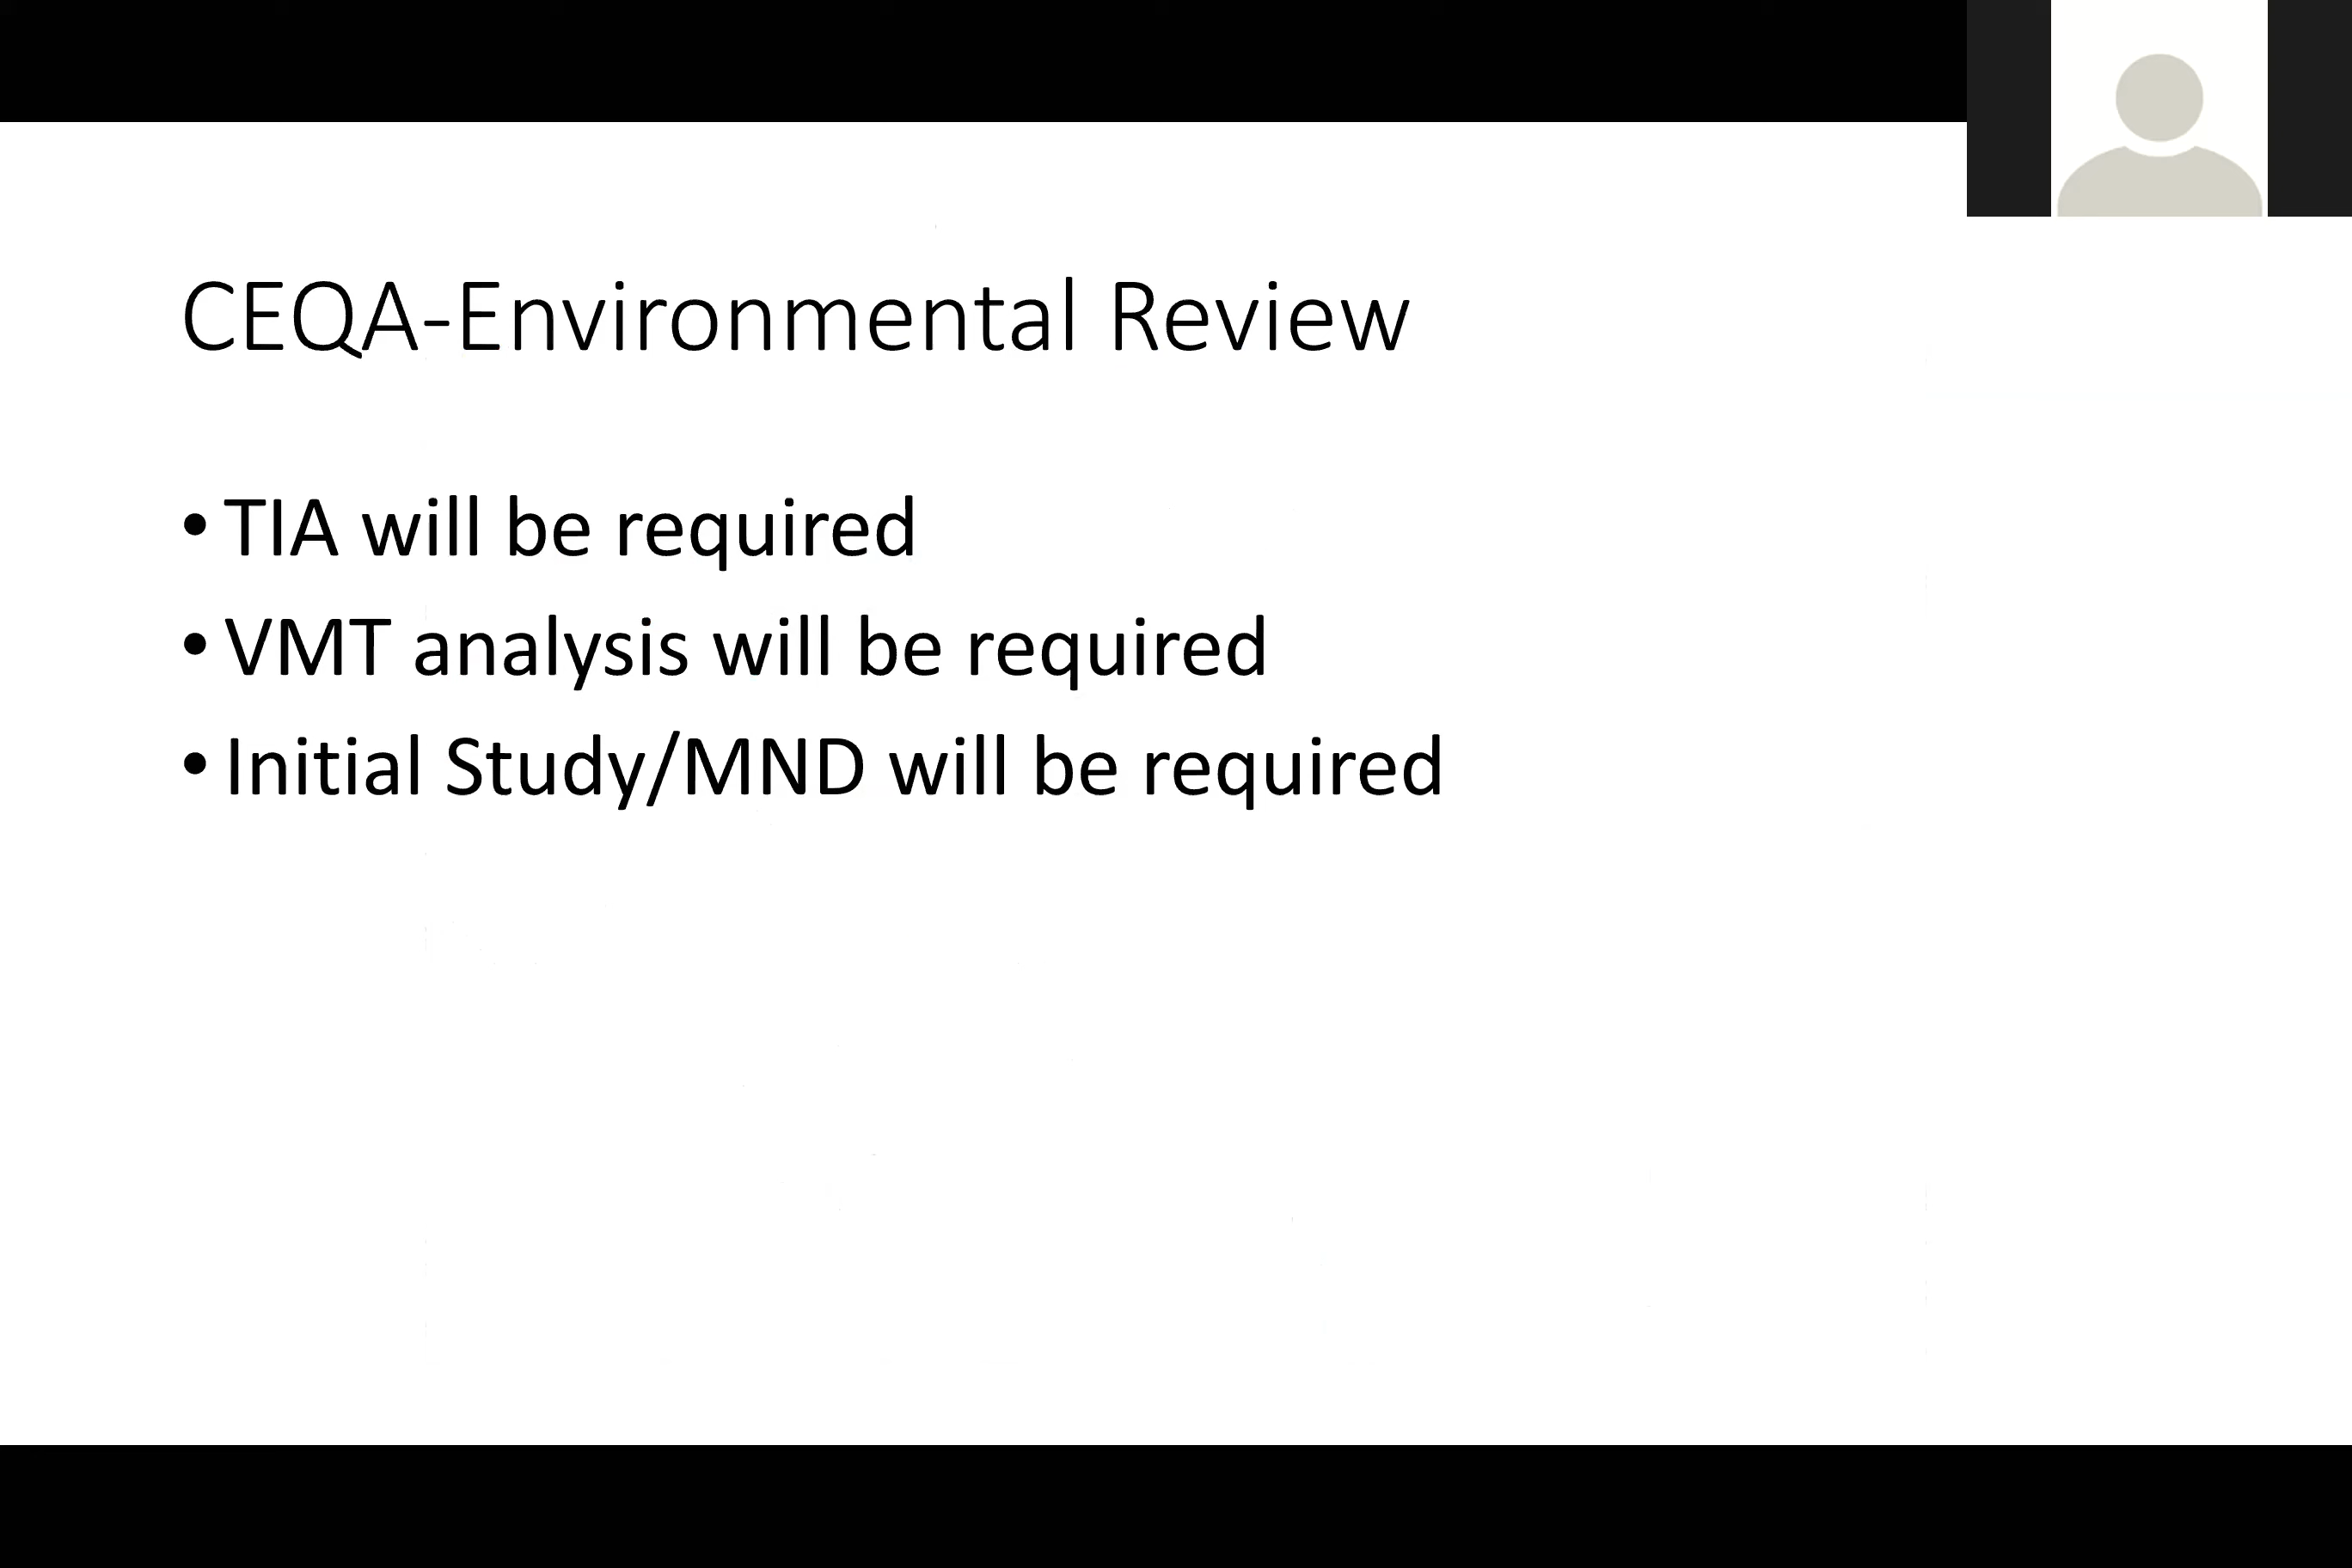 CEQA-Environmental Review
• TIA will be required
• VMT analysis will be required
• Initial Study/MND will be required